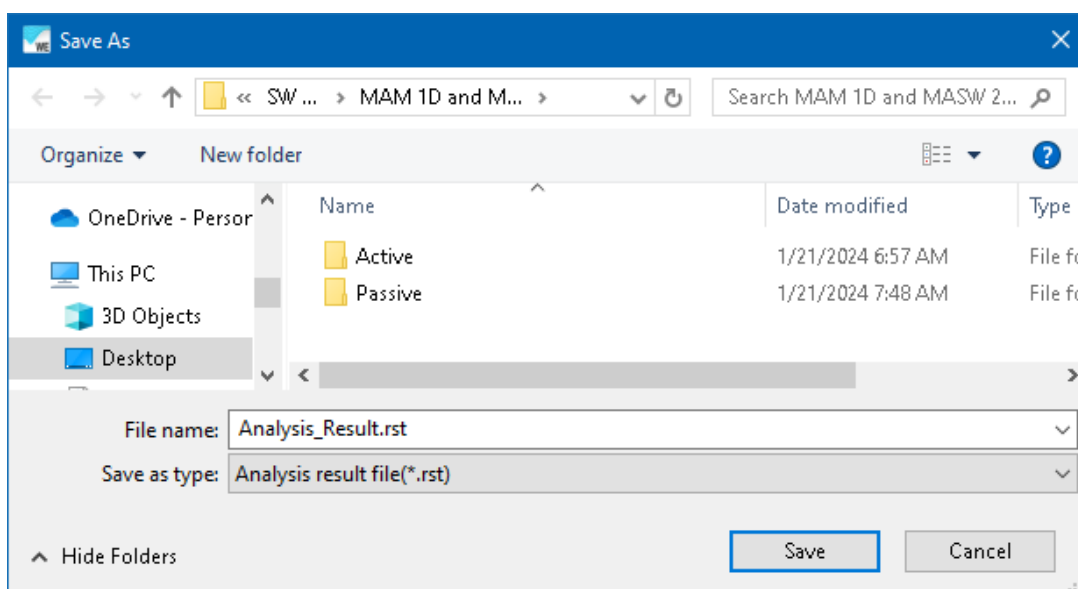 WE Save As
« SW ... › MAM 1D and M... › Search MAM 1D and MASW 2...
Organize New folder ?
Name Date modified Type
OneDrive - Person
This PC
3D Objects
Desktop
Active 1/21/2024 6:57 AM File fo
Passive 1/21/2024 7:48 AM File fo
File name: Analysis_Result.rst
Save as type: Analysis result file(*.rst)
Hide Folders Save Cancel